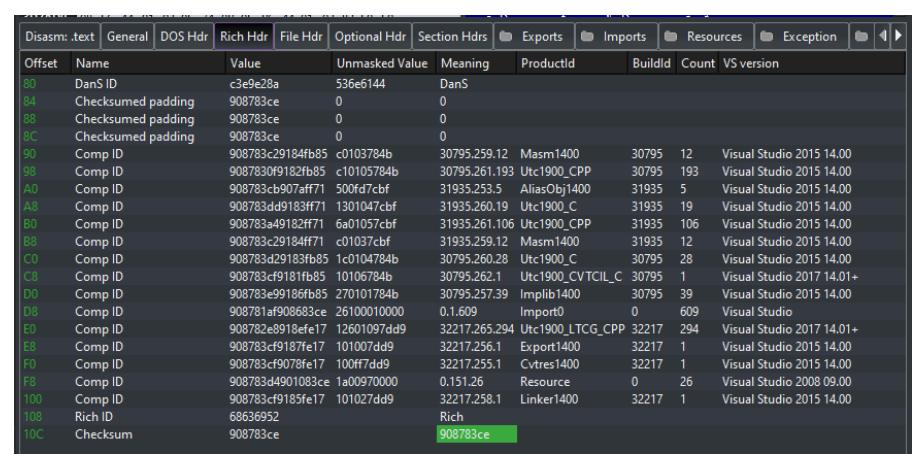 Disasm: .text General DOS Hdr Rich Hdr File Hdr Optional Hdr Section Hdrs Exports Imports Resources Exception
Offset Name Value Unmasked Value Meaning ProductId BuildId Count VS version
80 DanS ID c3e9e28a 536e6144 DanS
84 Checksumed padding 908783ce 0 0
88 Checksumed padding 908783ce 0 0
8C Checksumed padding 908783ce 0 0
90 Comp ID 908783c29184fb85 c0103784b 30795.259.12 Masm1400 30795 12 Visual Studio 2015 14.00
98 Comp ID 9087830f9182fb85 c10105784b 30795.261.193 Utc1900_CPP 30795 193 Visual Studio 2015 14.00
A0 Comp ID 908783cb907aff71 500fd7cbf 31935.253.5 AliasObj1400 31935 5 Visual Studio 2015 14.00
A8 Comp ID 908783dd9183ff71 1301047cbf 31935.260.19 Utc1900_C 31935 19 Visual Studio 2015 14.00
B0 Comp ID 908783a49182ff71 6a01057cbf 31935.261.106 Utc1900_CPP 31935 106 Visual Studio 2015 14.00
B8 Comp ID 908783c29184ff71 c01037cbf 31935.259.12 Masm1400 31935 12 Visual Studio 2015 14.00
C0 Comp ID 908783d29183fb85 1c0104784b 30795.260.28 Utc1900_C 30795 28 Visual Studio 2015 14.00
C8 Comp ID 908783cf9181fb85 10106784b 30795.262.1 Utc1900_CVTCIL_C 30795 1 Visual Studio 2017 14.01+
D0 Comp ID 908783e99186fb85 270101784b 30795.257.39 Implib1400 30795 39 Visual Studio 2015 14.00
D8 Comp ID 908781af908683ce 26100010000 0.1.609 Import0 0 609 Visual Studio
E0 Comp ID 908782e8918efe17 12601097dd9 32217.265.294 Utc1900_LTCG_CPP 32217 294 Visual Studio 2017 14.01+
E8 Comp ID 908783cf9187fe17 101007dd9 32217.256.1 Export1400 32217 1 Visual Studio 2015 14.00
F0 Comp ID 908783cf9078fe17 100ff7dd9 32217.255.1 Cvtres1400 32217 1 Visual Studio 2015 14.00
F8 Comp ID 908783d4901083ce 1a00970000 0.151.26 Resource 0 26 Visual Studio 2008 09.00
100 Comp ID 908783cf9185fe17 101027dd9 32217.258.1 Linker1400 32217 1 Visual Studio 2015 14.00
108 Rich ID 68636952 Rich
10C Checksum 908783ce 908783ce